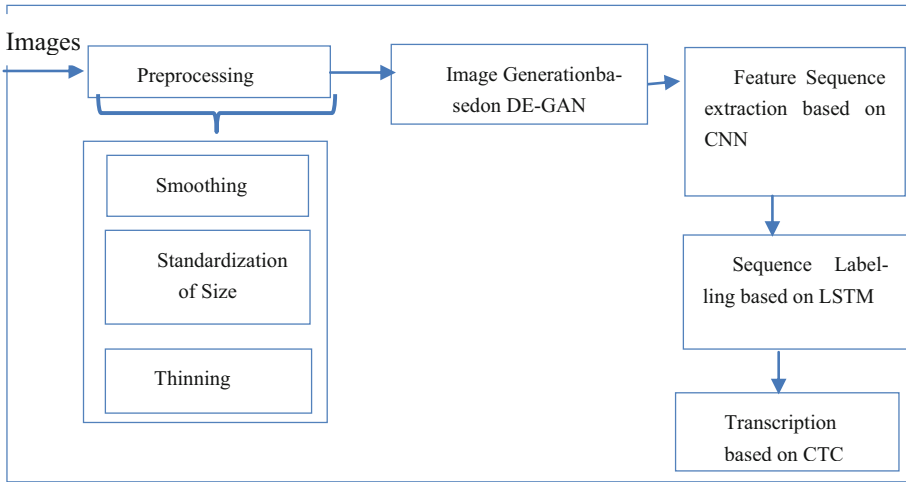 Images
Preprocessing
Image Generationba-
sedon DE-GAN
Feature Sequence
extraction based on
CNN
Smoothing
Standardization
of Size
Thinning
Sequence Label-
ling based on LSTM
Transcription
based on CTC